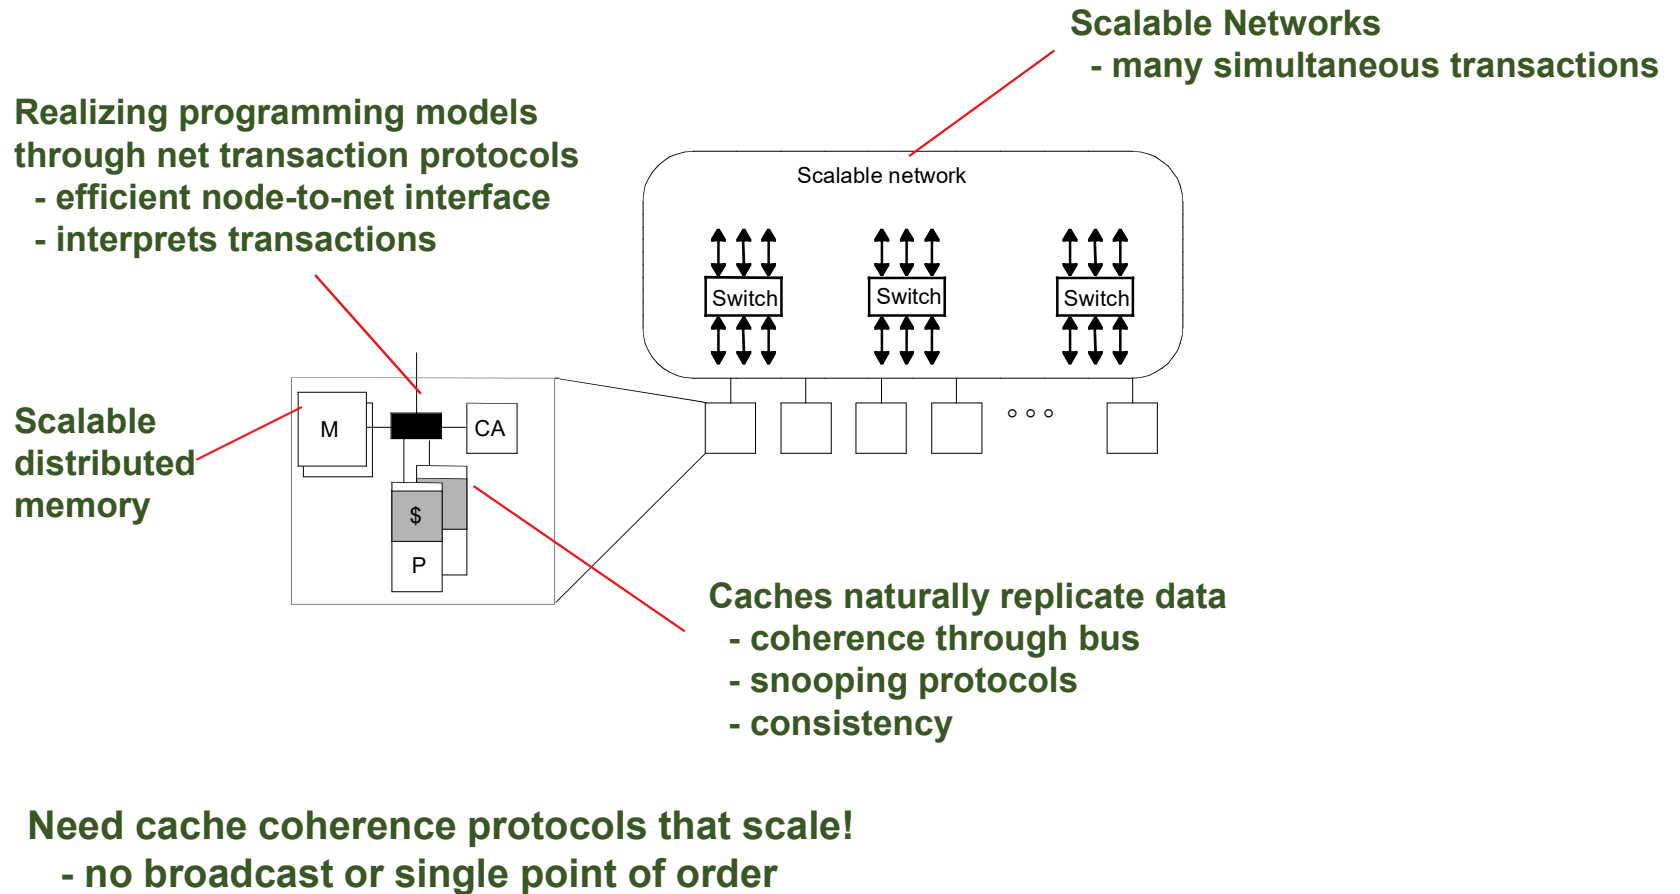 Scalable Networks
- many simultaneous transactions
Realizing programming models
through net transaction protocols
- efficient node-to-net interface
- interprets transactions
Scalable network
Switch
Switch
Switch
Scalable
distributed
memory
M
CA
$
P
Caches naturally replicate data
- coherence through bus
- snooping protocols
- consistency
Need cache coherence protocols that scale!
- no broadcast or single point of order